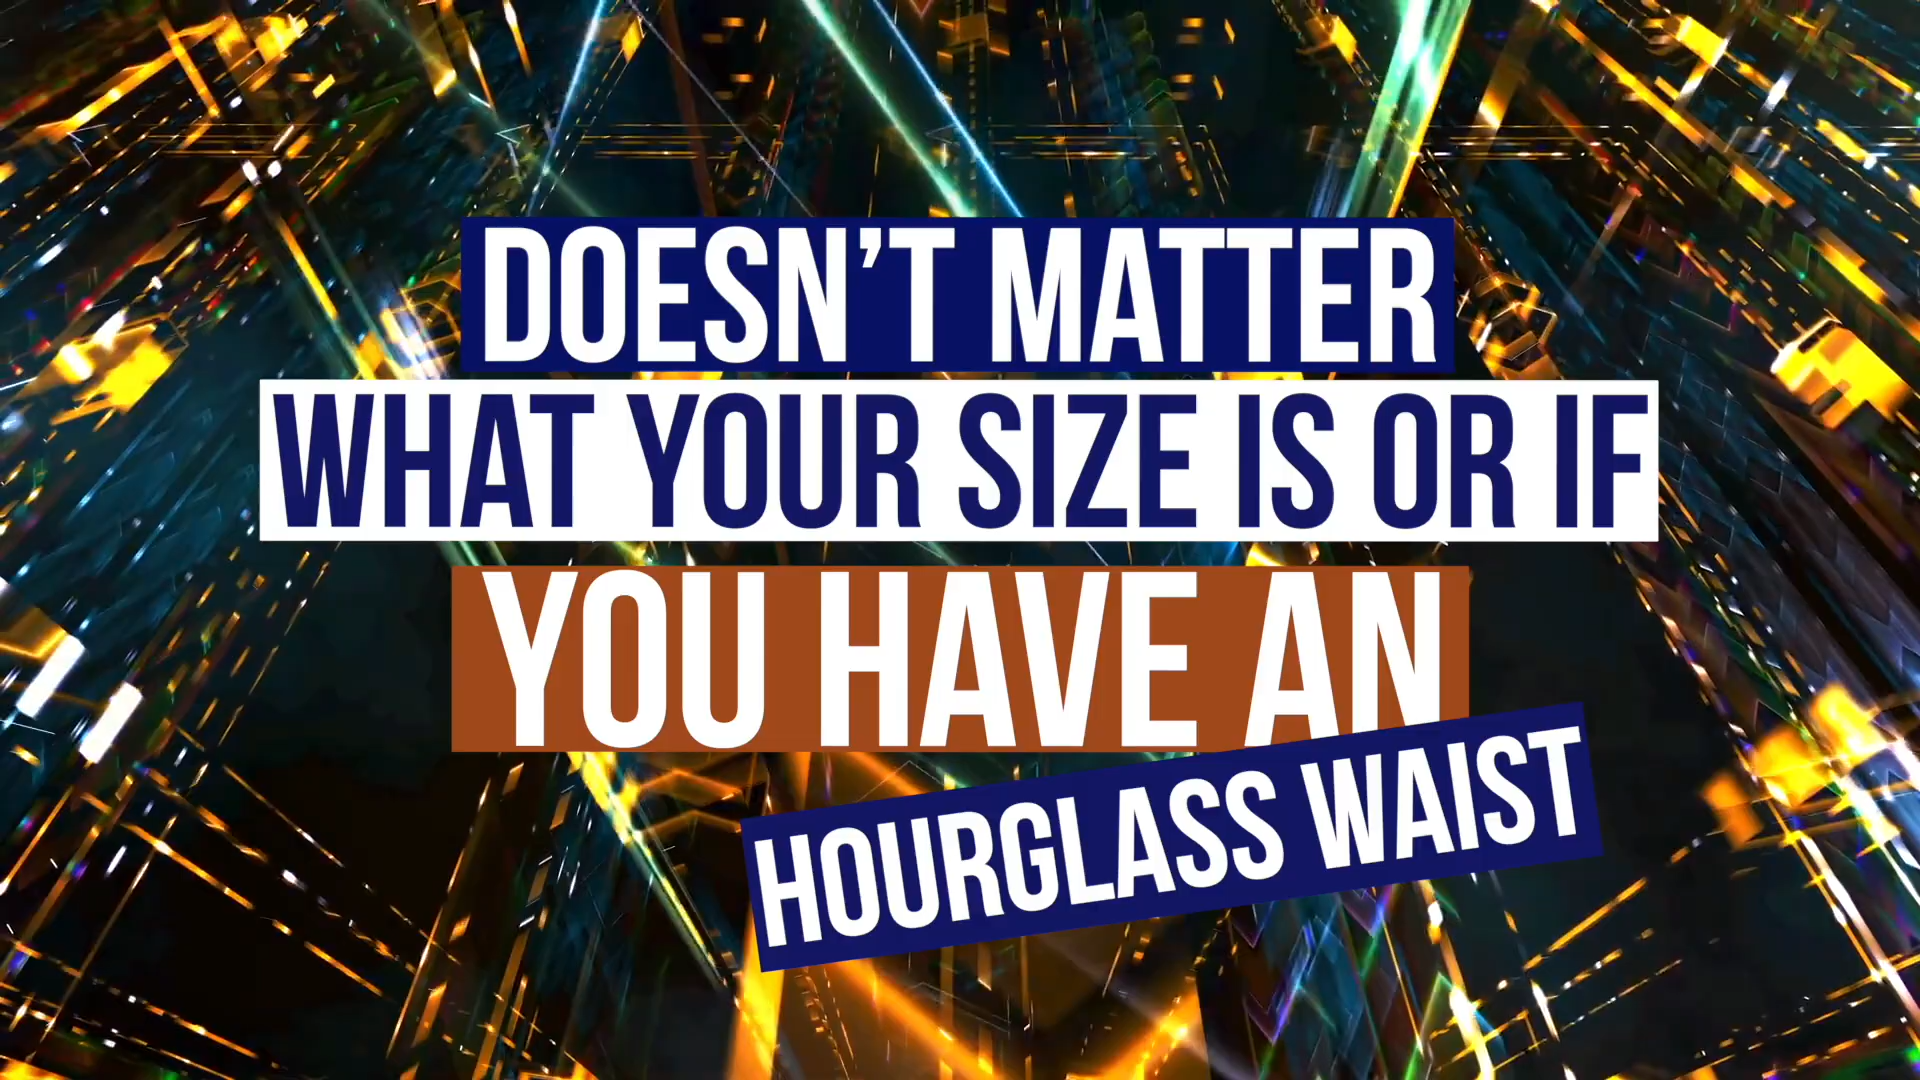 DOESN’T MATTER
WHAT YOUR SIZE IS OR IF
YOU HAVE AN
HOURGLASS WAIST